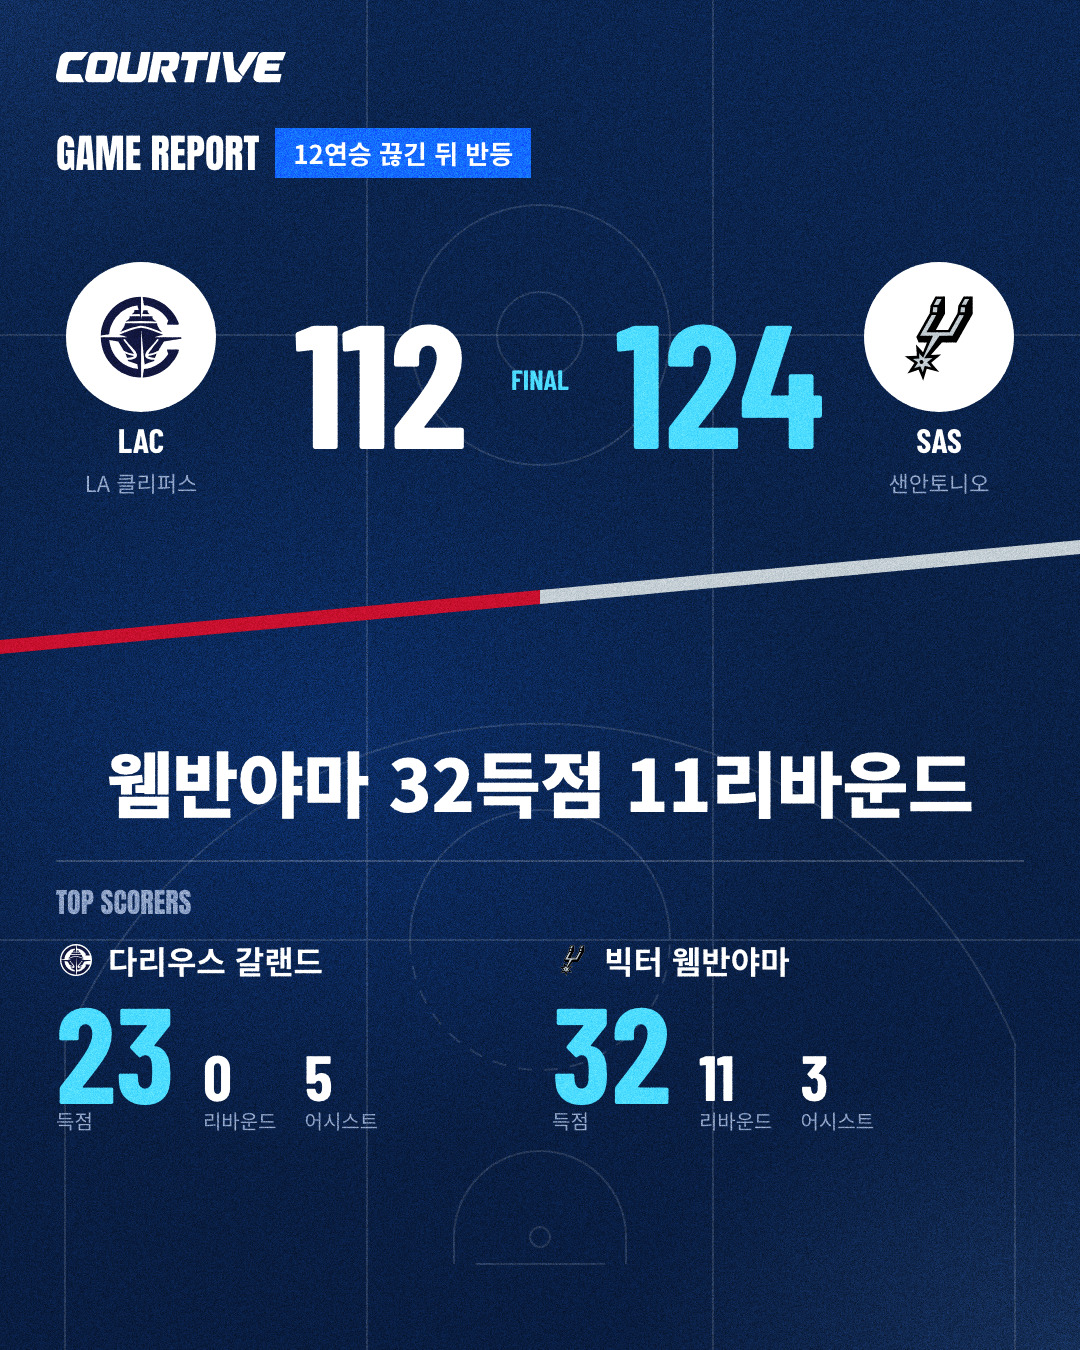 COURTIVE
GAME REPORT 12연승 끊긴 뒤 반등
112 FINAL 124
LAC SAS
LA 클리퍼스 샌안토니오
웸반야마 32득점 11리바운드
TOP SCORERS
다리우스 갈랜드 빅터 웸반야마
23 0 5 32 11 3
득점 리바운드 어시스트 득점 리바운드 어시스트